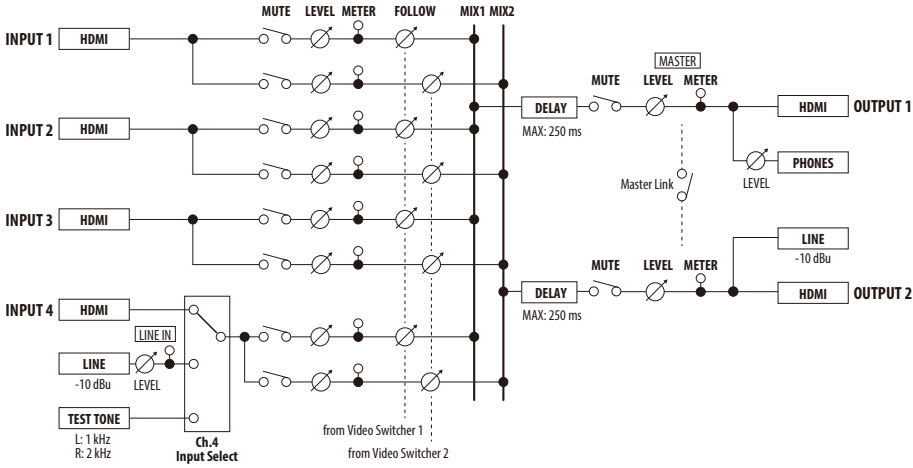 MUTE LEVEL METER FOLLOW MIX1 MIX2
INPUT 1 HDMI
MASTER
MUTE LEVEL METER
DELAY HDMI OUTPUT 1
MAX: 250 ms
INPUT 2 HDMI
PHONES
LEVEL
Master Link
INPUT 3 HDMI
LINE
-10 dBu
MUTE LEVEL METER
DELAY HDMI OUTPUT 2
MAX: 250 ms
INPUT 4 HDMI
LINE IN
LINE
-10 dBu LEVEL
TEST TONE
L: 1 kHz
R: 2 kHz
Ch.4
Input Select
from Video Switcher 1
from Video Switcher 2